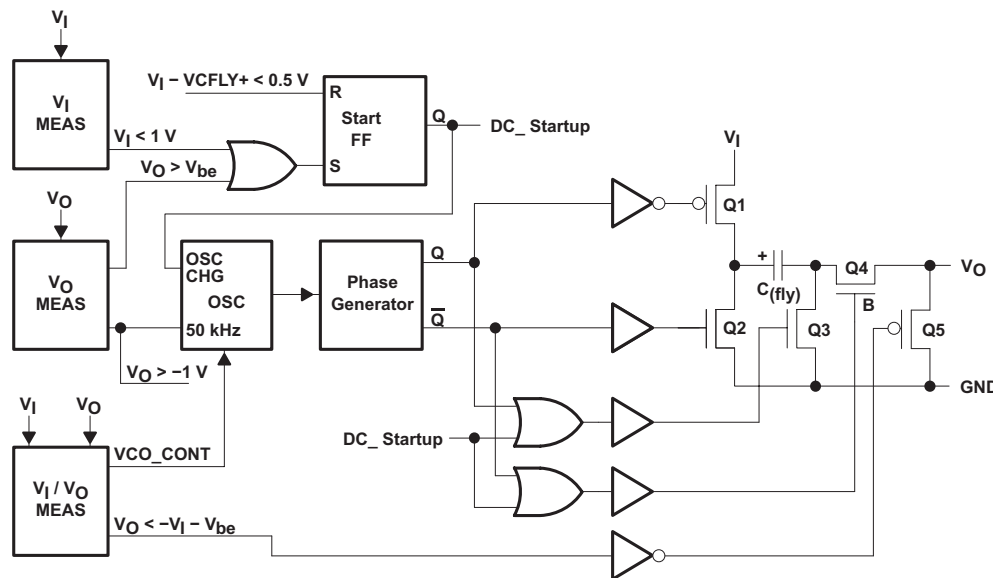 VI
VI
MEAS
VI – VCFLY+ < 0.5 V
VI < 1 V
VO > Vbe
R
Start
FF
S
Q
DC_ Startup
VO
VO
MEAS
VO > –1 V
OSC
CHG
OSC
50 kHz
Phase
Generator
Q
Q̅
VI
Q1
+
C(fly)
Q4
B
VO
Q2
Q3
Q5
GND
DC_ Startup
VI
VO
VI / VO
MEAS
VCO_CONT
VO < –VI – Vbe